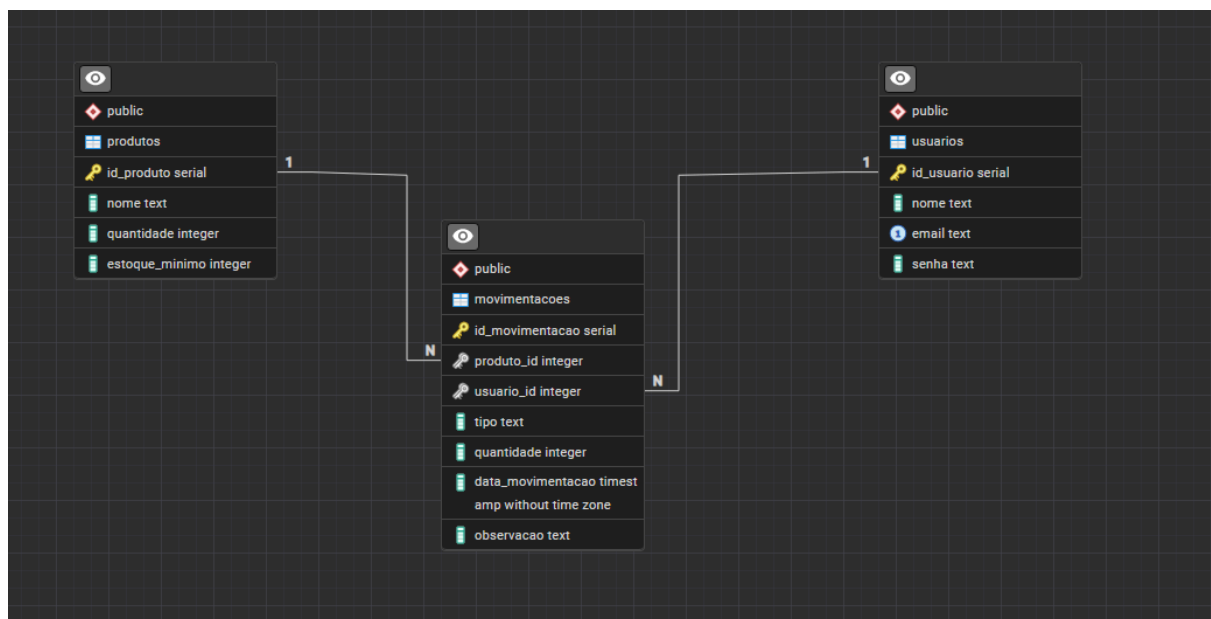 public
produtos
id_produto serial
nome text
quantidade integer
estoque_minimo integer
1
N
public
movimentacoes
id_movimentacao serial
produto_id integer
usuario_id integer
tipo text
quantidade integer
data_movimentacao timest
amp without time zone
observacao text
N
1
public
usuarios
id_usuario serial
nome text
1
email text
senha text